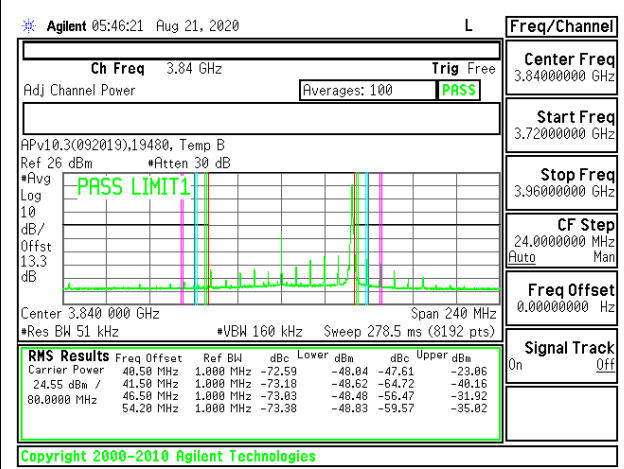 Agilent 05:46:21 Aug 21, 2020 L
Freq/Channel
Ch Freq 3.84 GHz Trig Free
Adj Channel Power Averages: 100 PASS
APv10.3(092019),19480, Temp B
Ref 26 dBm #Atten 30 dB
#Avg
Log
10
dB/
Offst
13.3
dB
PASS LIMIT1
Center 3.840 000 GHz Span 240 MHz
#Res BW 51 kHz #VBW 160 kHz Sweep 278.5 ms (8192 pts)
RMS Results Freq Offset Ref BW dBc Lower dBm dBc Upper dBm
Carrier Power 40.50 MHz 1.000 MHz -72.59 -48.04 -47.61 -23.06
24.55 dBm / 41.50 MHz 1.000 MHz -73.18 -48.62 -64.72 -40.16
80.0000 MHz 46.50 MHz 1.000 MHz -73.03 -48.48 -56.47 -31.92
54.20 MHz 1.000 MHz -73.38 -48.83 -59.57 -35.02
Center Freq
3.84000000 GHz
Start Freq
3.72000000 GHz
Stop Freq
3.96000000 GHz
CF Step
24.0000000 MHz
Auto Man
Freq Offset
0.00000000 Hz
Signal Track
On Off
Copyright 2000-2010 Agilent Technologies